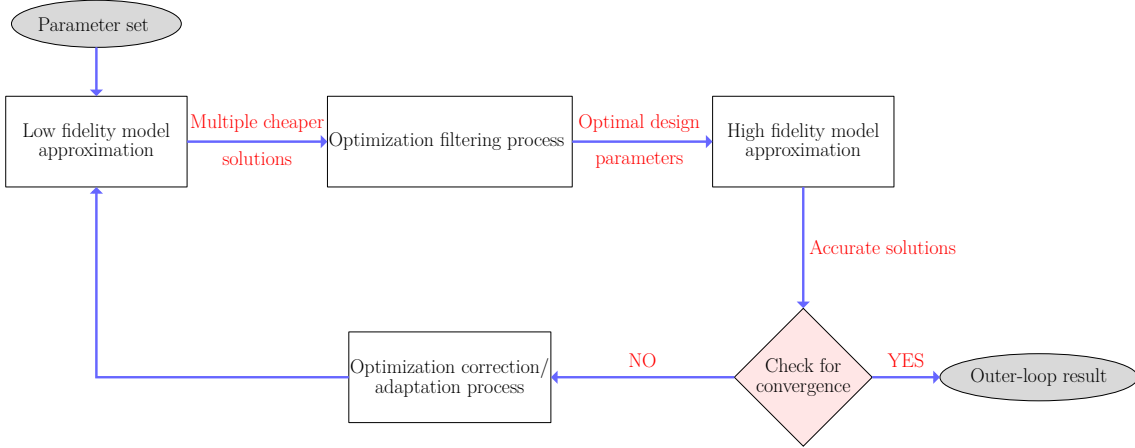 Parameter set
Low fidelity model
approximation
Multiple cheaper
solutions
Optimization filtering process
Optimal design
parameters
High fidelity model
approximation
Accurate solutions
Check for
convergence
YES
Outer-loop result
NO
Optimization correction/
adaptation process